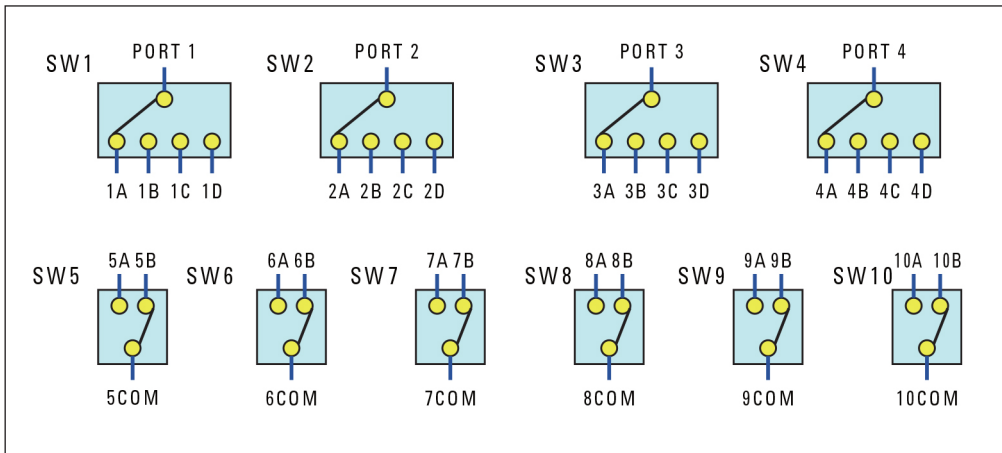 SW1 PORT 1 SW2 PORT 2 SW3 PORT 3 SW4 PORT 4
1A 1B 1C 1D 2A 2B 2C 2D 3A 3B 3C 3D 4A 4B 4C 4D
SW5 5A 5B SW6 6A 6B SW7 7A 7B SW8 8A 8B SW9 9A 9B SW10 10A 10B
5COM 6COM 7COM 8COM 9COM 10COM